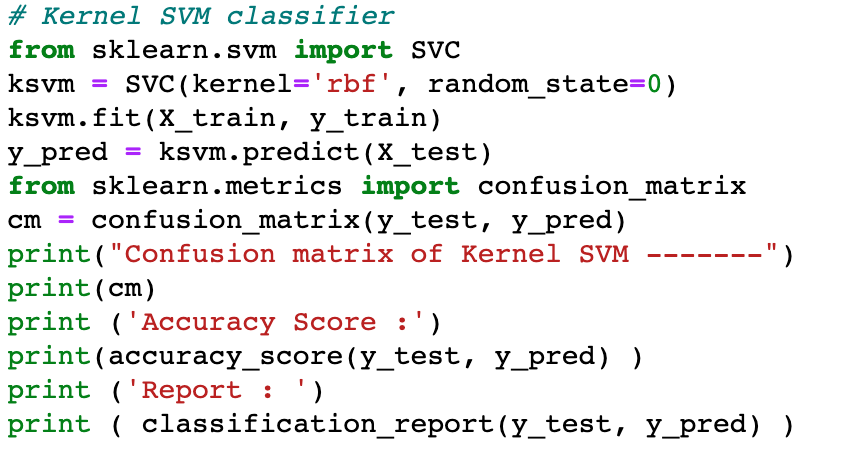 # Kernel SVM classifier
from sklearn.svm import SVC
ksvm = SVC(kernel='rbf', random_state=0)
ksvm.fit(X_train, y_train)
y_pred = ksvm.predict(X_test)
from sklearn.metrics import confusion_matrix
cm = confusion_matrix(y_test, y_pred)
print("Confusion matrix of Kernel SVM -------")
print(cm)
print ('Accuracy Score :')
print(accuracy_score(y_test, y_pred) )
print ('Report : ')
print ( classification_report(y_test, y_pred) )